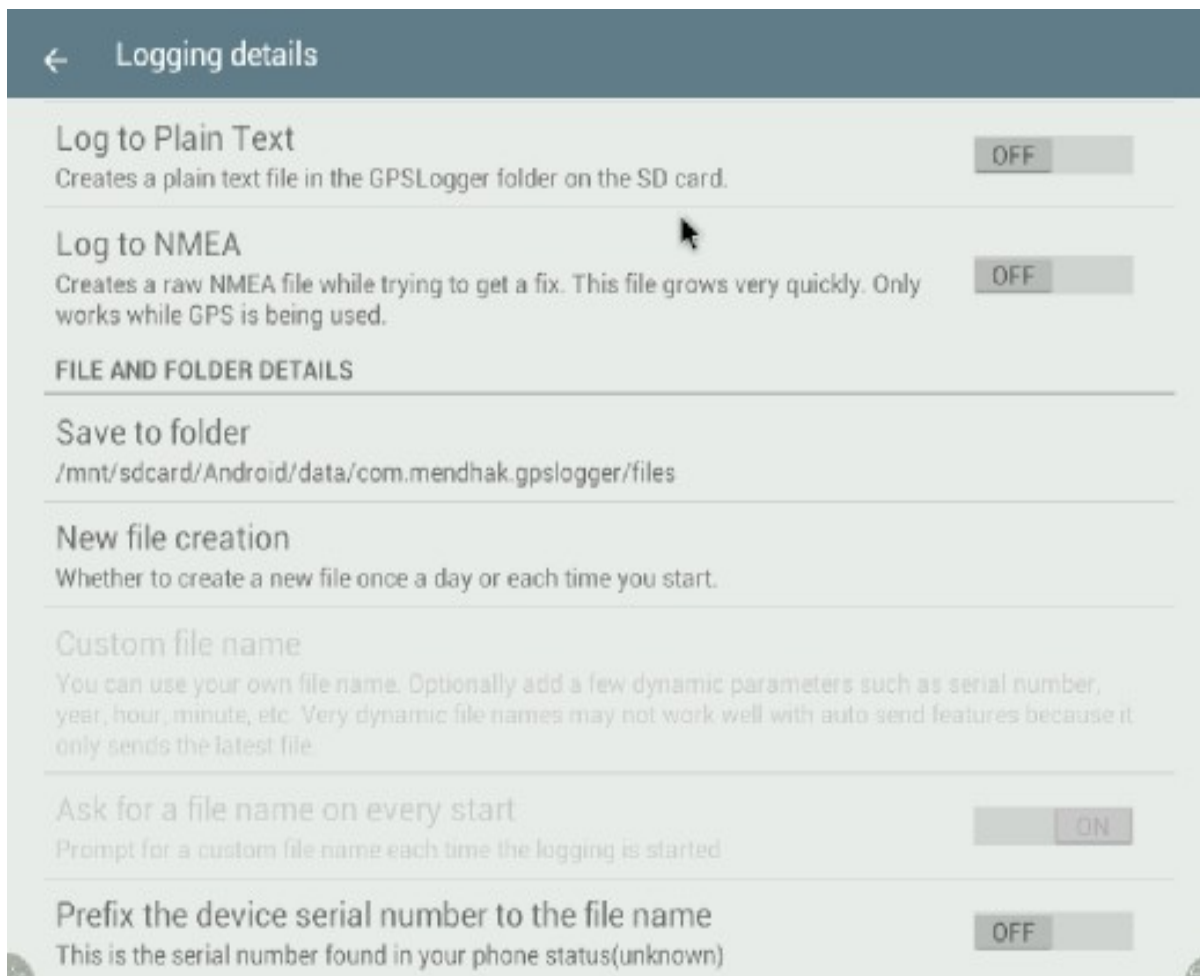 Logging details
Log to Plain Text
OFF
Creates a plain text file in the GPSLogger folder on the SD card.
Log to NMEA
OFF
Creates a raw NMEA file while trying to get a fix. This file grows very quickly. Only
works while GPS is being used.
FILE AND FOLDER DETAILS
Save to folder
/mnt/sdcard/Android/data/com.mendhak.gpslogger/files
New file creation
Whether to create a new file once a day or each time you start.
Custom file name
You can use your own file name. Optionally add a few dynamic parameters such as serial number,
year, hour, minute, etc. Very dynamic file names may not work well with auto send features because it
only sends the latest file.
Ask for a file name on every start
ON
Prompt for a custom file name each time the logging is started
Prefix the device serial number to the file name
OFF
This is the serial number found in your phone status(unknown)